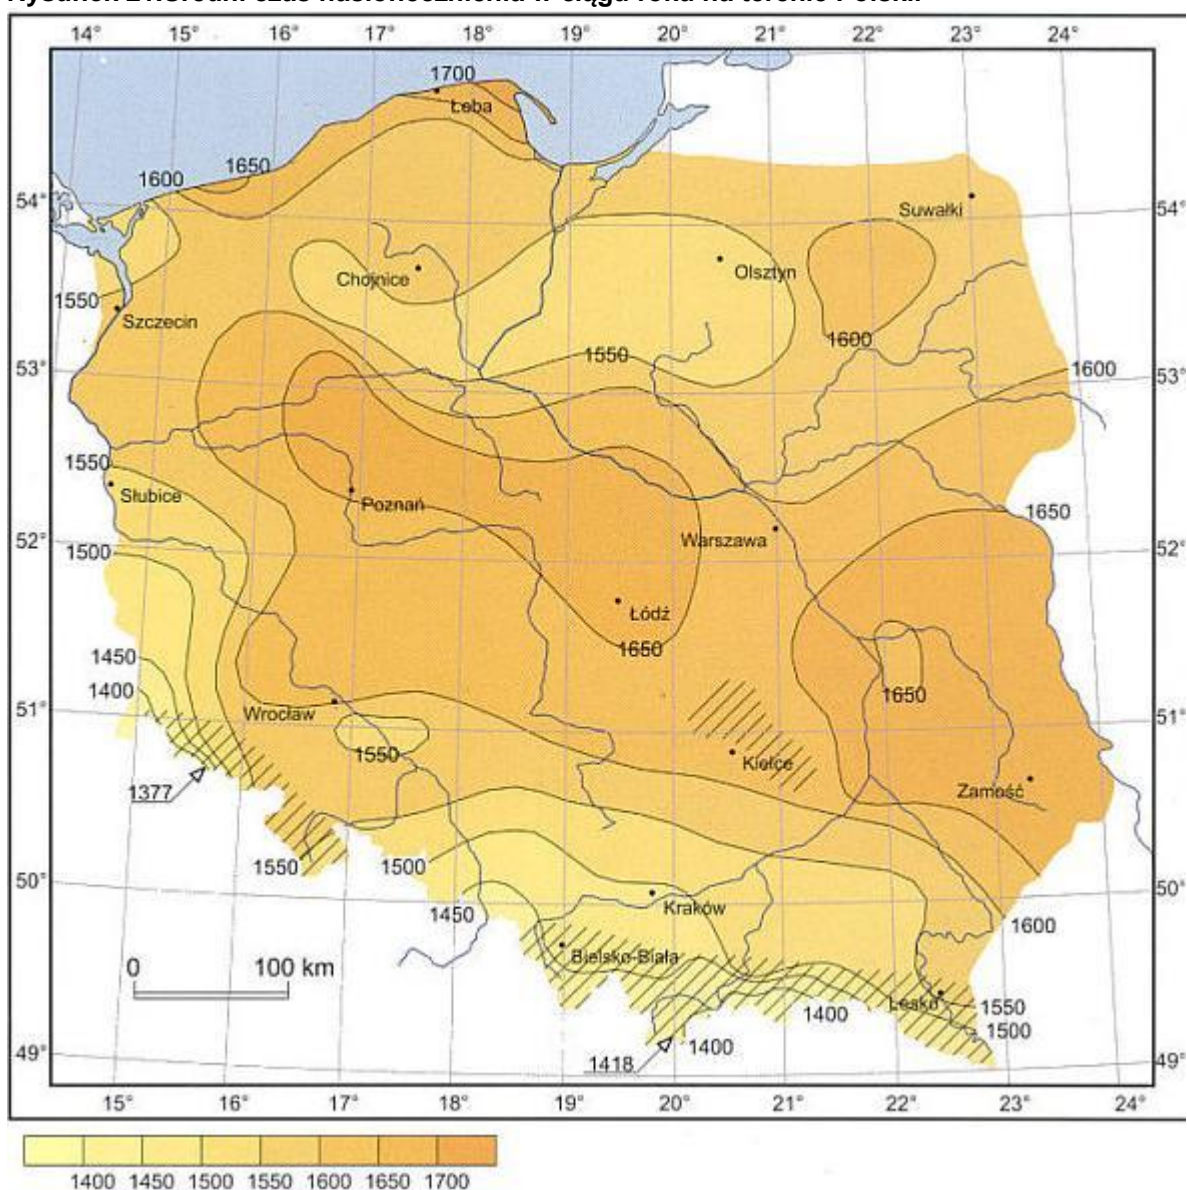 14° 15° 16° 17° 18° 19° 20° 21° 22° 23° 24°
1700
Łeba
1650
1600
54°
54°
Suwałki
Chojnice
Olsztyn
1550
Szczecin
1600
1550
53°
1600
53°
1550
Słubice
Poznań
1650
Warszawa
52°
1500
52°
Łódź
1650
1450
1650
1400
51°
Wrocław
51°
1550
Kielce
1377
Zamość
1550
1500
50°
50°
Kraków
1450
1600
Bielsko-Biała
0 100 km
Lesko
1550
1400
1500
1400
49°
1418
49°
15° 16° 17° 18° 19° 20° 21° 22° 23° 24°
1400 1450 1500 1550 1600 1650 1700